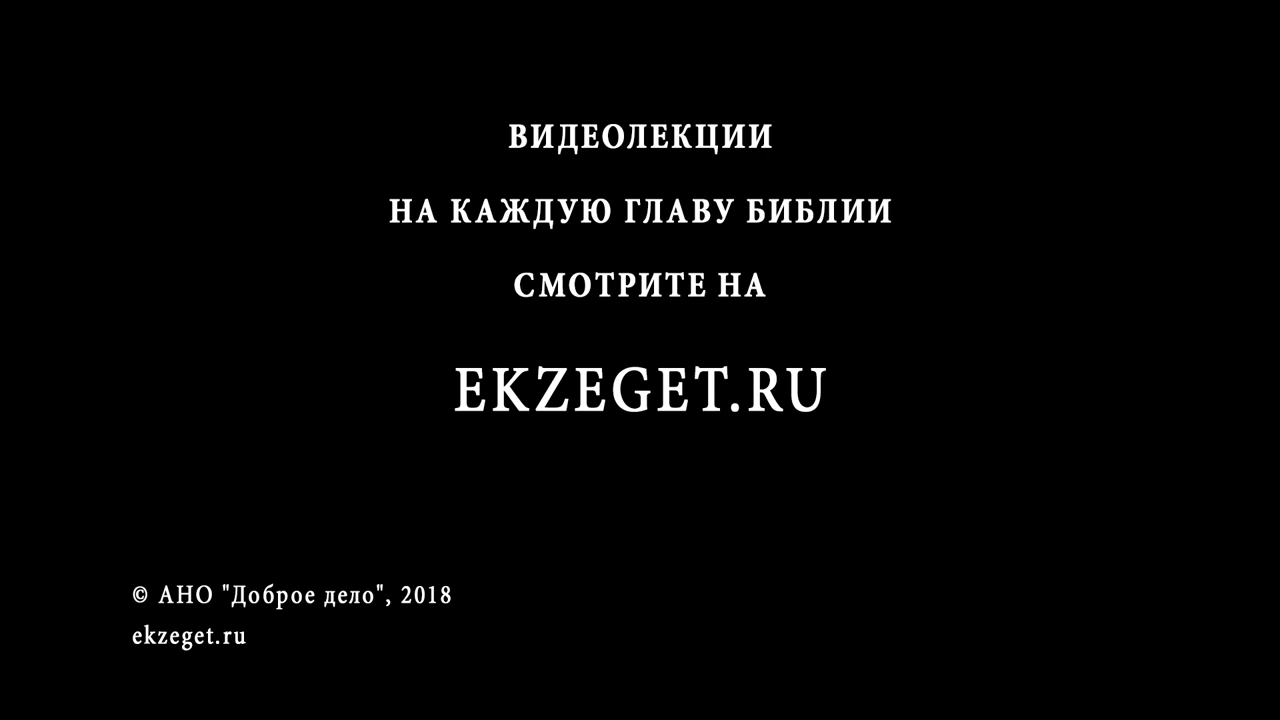 ВИДЕОЛЕКЦИИ
НА КАЖДУЮ ГЛАВУ БИБЛИИ
СМОТРИТЕ НА
EKZEGET.RU
© АНО "Доброе дело", 2018
ekzeget.ru